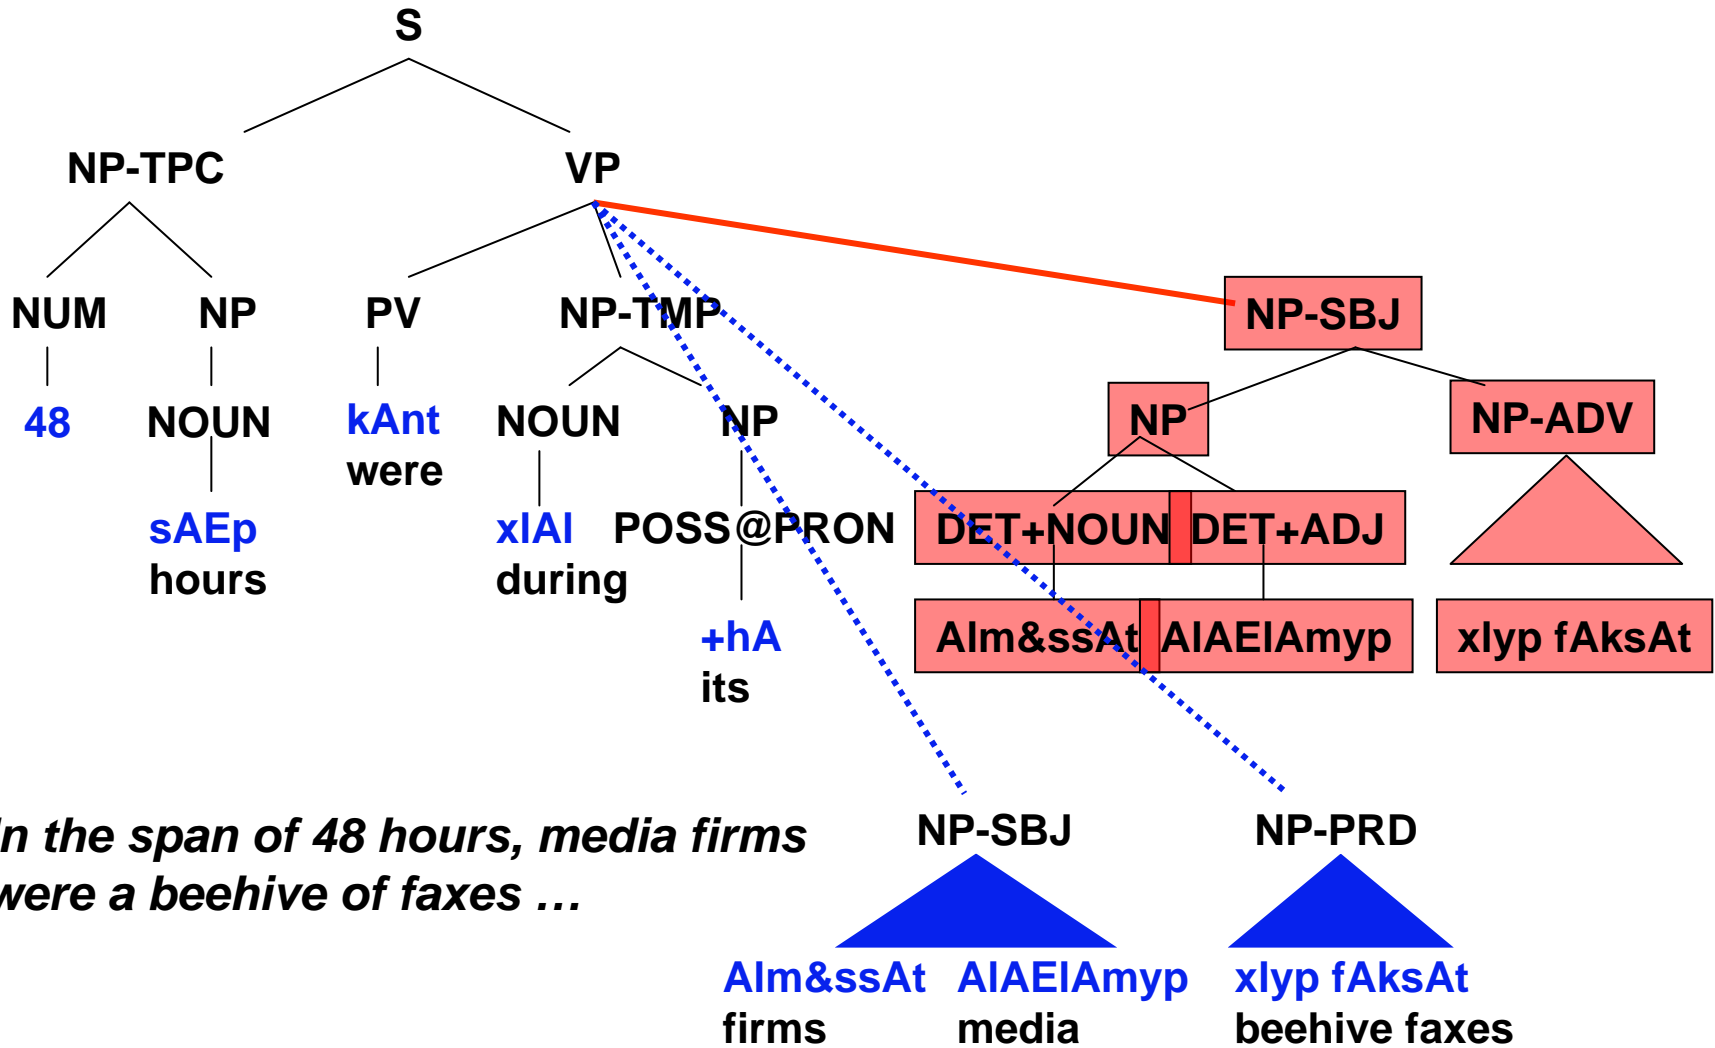 S
NP-TPC VP
NUM NP PV NP-TMP NP-SBJ
48 NOUN kAnt NOUN NP NP NP-ADV
were
sAEp xlAl POSS@PRON DET+NOUN DET+ADJ
hours during
+hA Alm&ssAt AlAElAmyp xlyp fAksAt
its
In the span of 48 hours, media firms NP-SBJ NP-PRD
were a beehive of faxes …
Alm&ssAt AlAElAmyp xlyp fAksAt
firms media beehive faxes